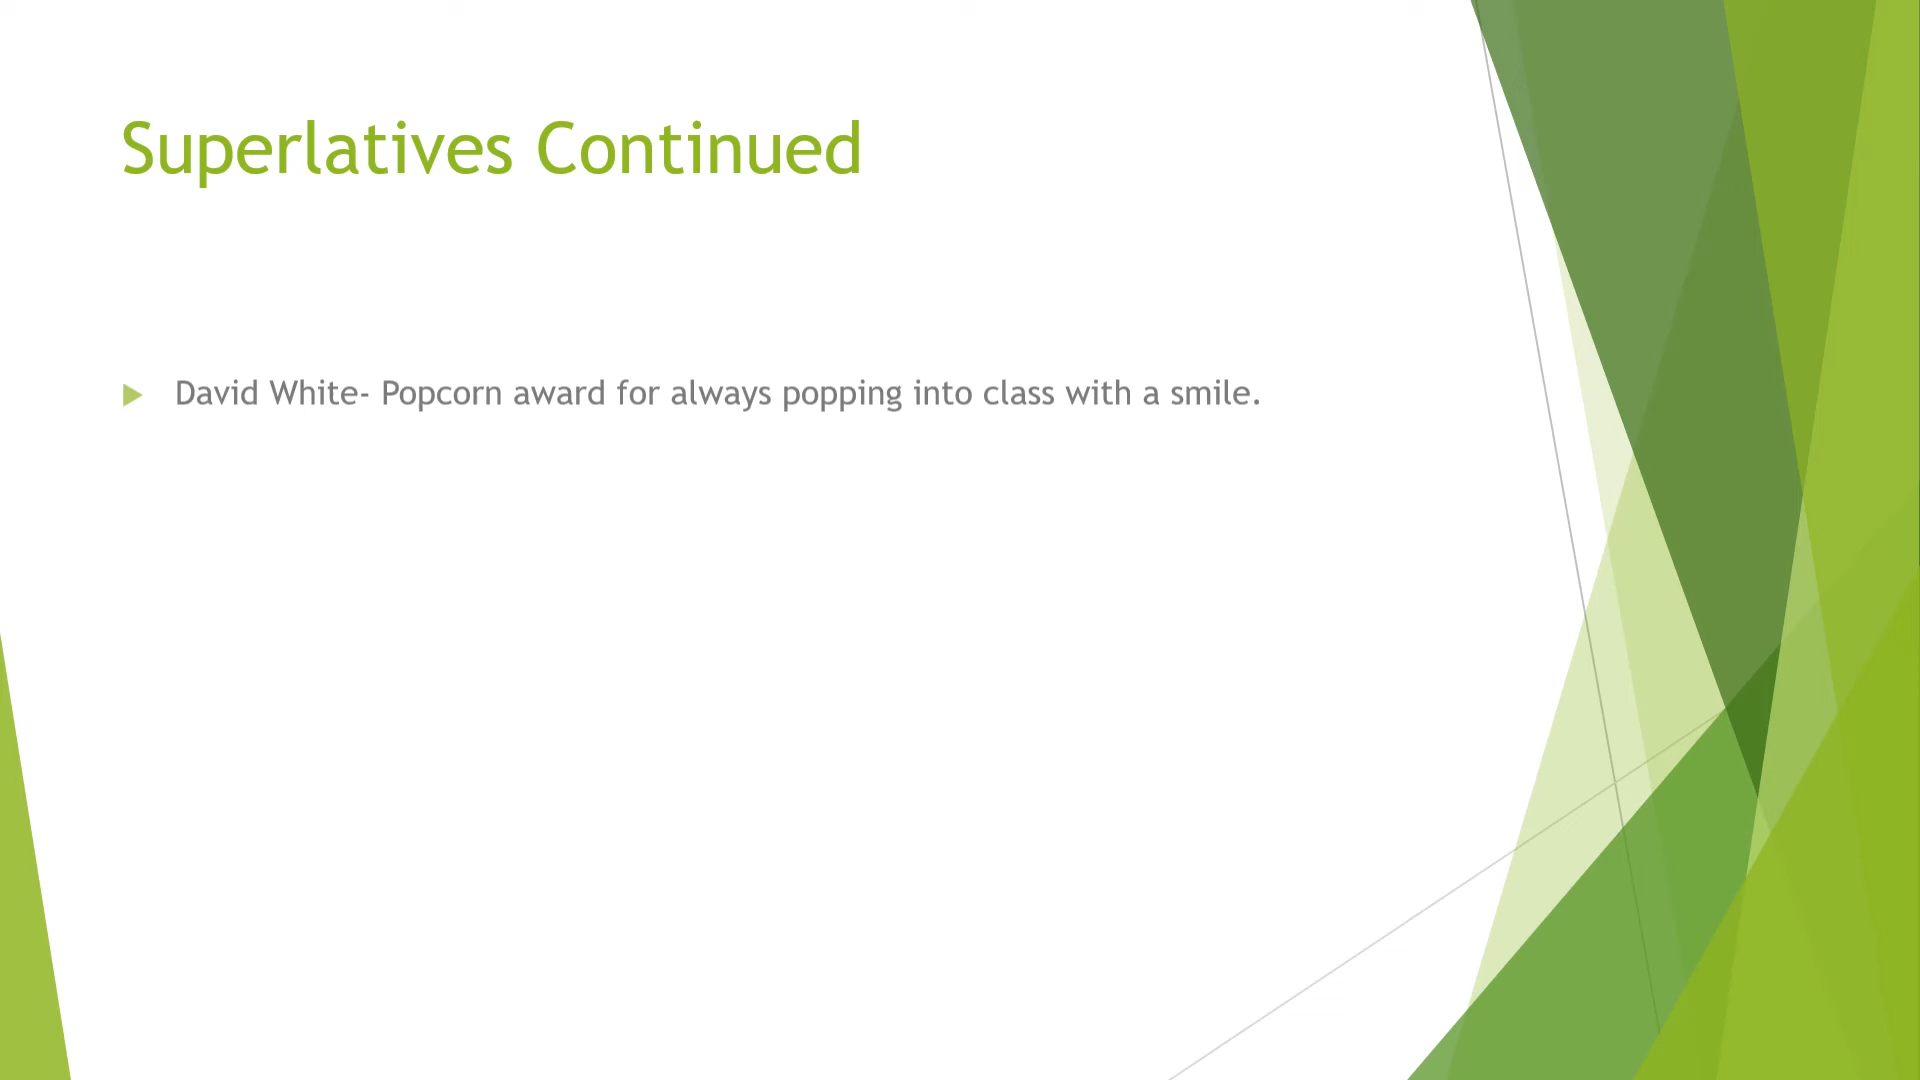 Superlatives Continued
David White- Popcorn award for always popping into class with a smile.